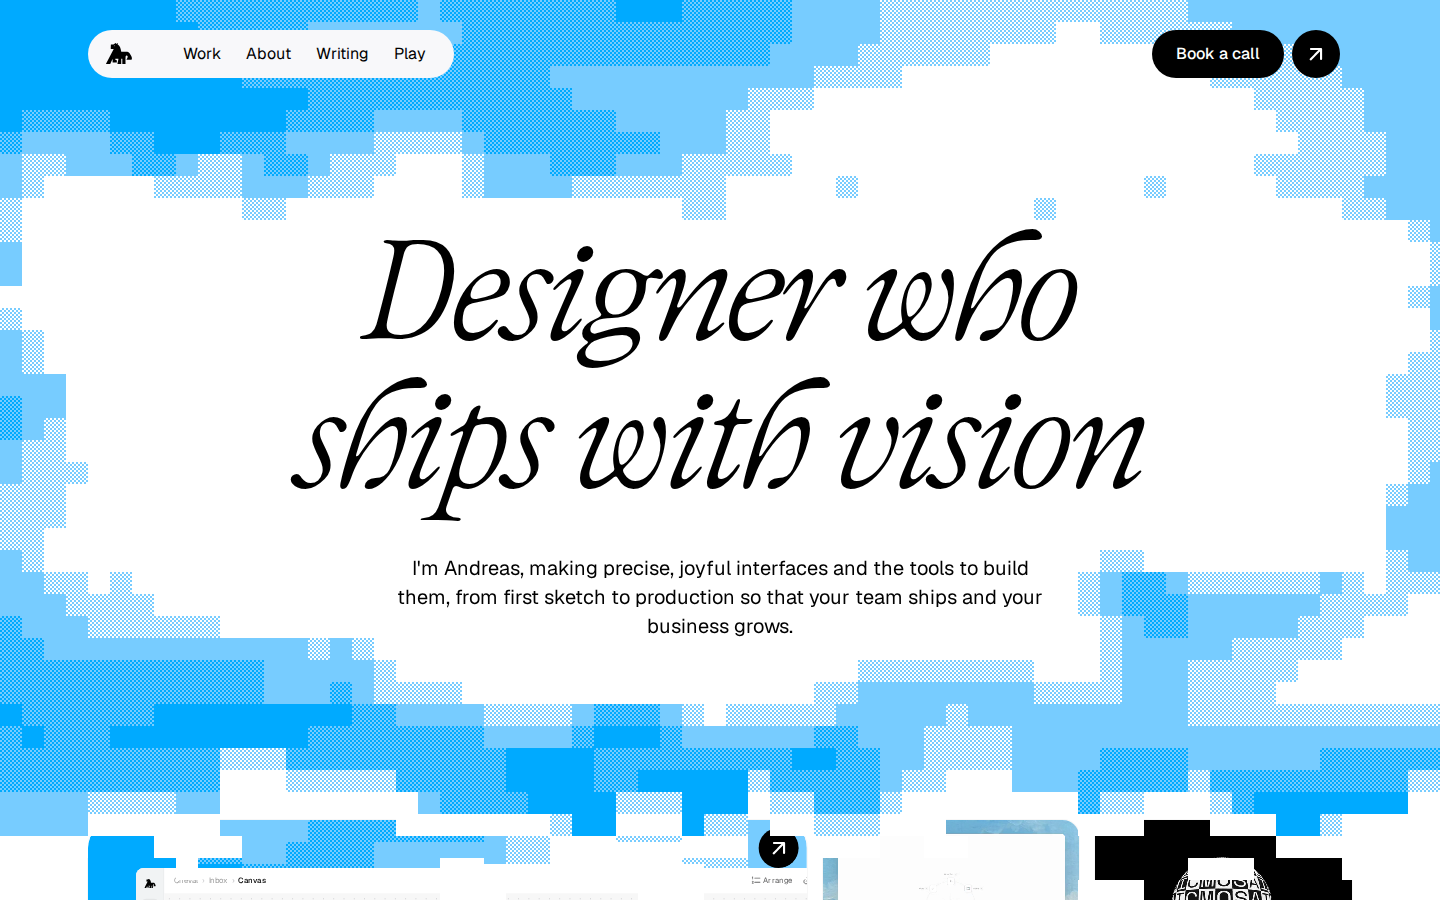 Work About Writing Play
Book a call
Designer who
ships with vision
I'm Andreas, making precise, joyful interfaces and the tools to build
them, from first sketch to production so that your team ships and your
business grows.
Canvas › Inbox › Canvas
Arrange